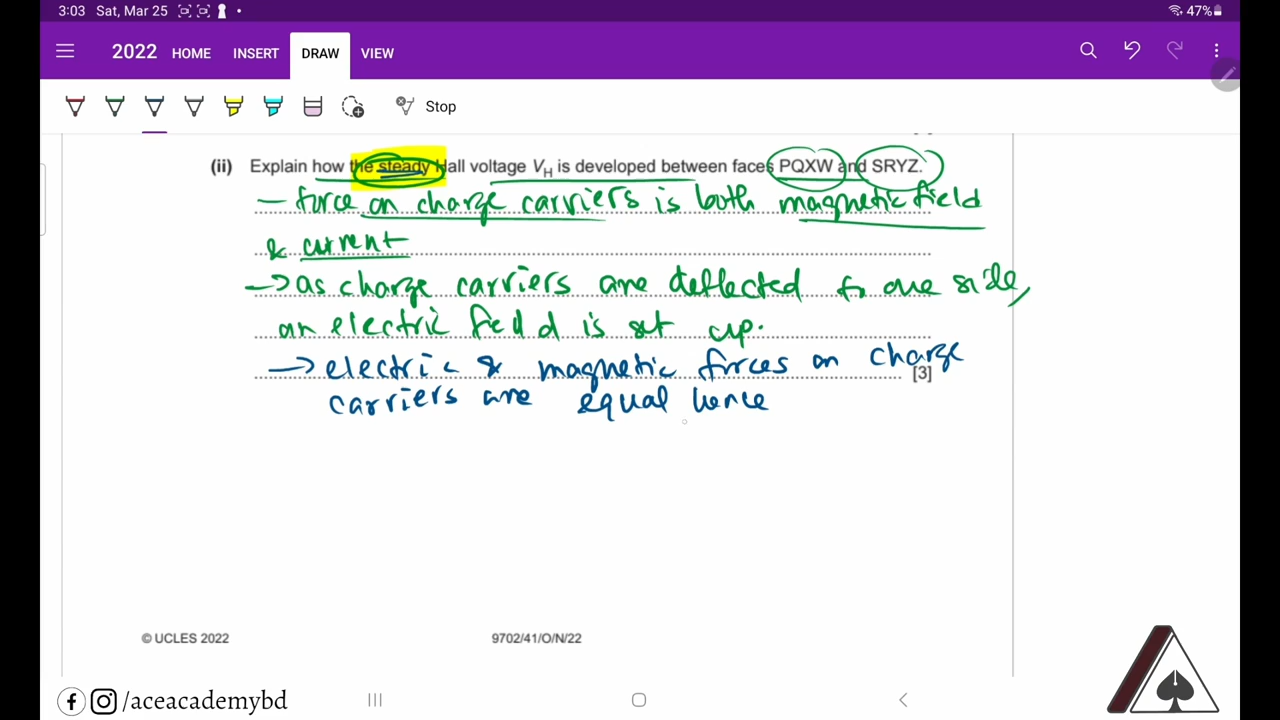 3:03 Sat, Mar 25
47%
2022 HOME INSERT DRAW VIEW
Stop
(ii) Explain how the steady Hall voltage VH is developed between faces PQXW and SRYZ.
– force on charge carriers is both magnetic field
& current
→ as charge carriers are deflected to one side,
an electric field is set up.
→ electric & magnetic forces on charge
[3]
carriers are equal hence
© UCLES 2022
9702/41/O/N/22
/aceacademybd